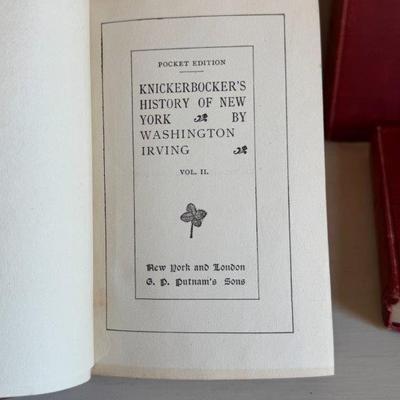 POCKET EDITION
KNICKERBOCKER'S
HISTORY OF NEW
YORK BY
WASHINGTON
IRVING
VOL. II.
New York and London
G. P. Putnam's Sons